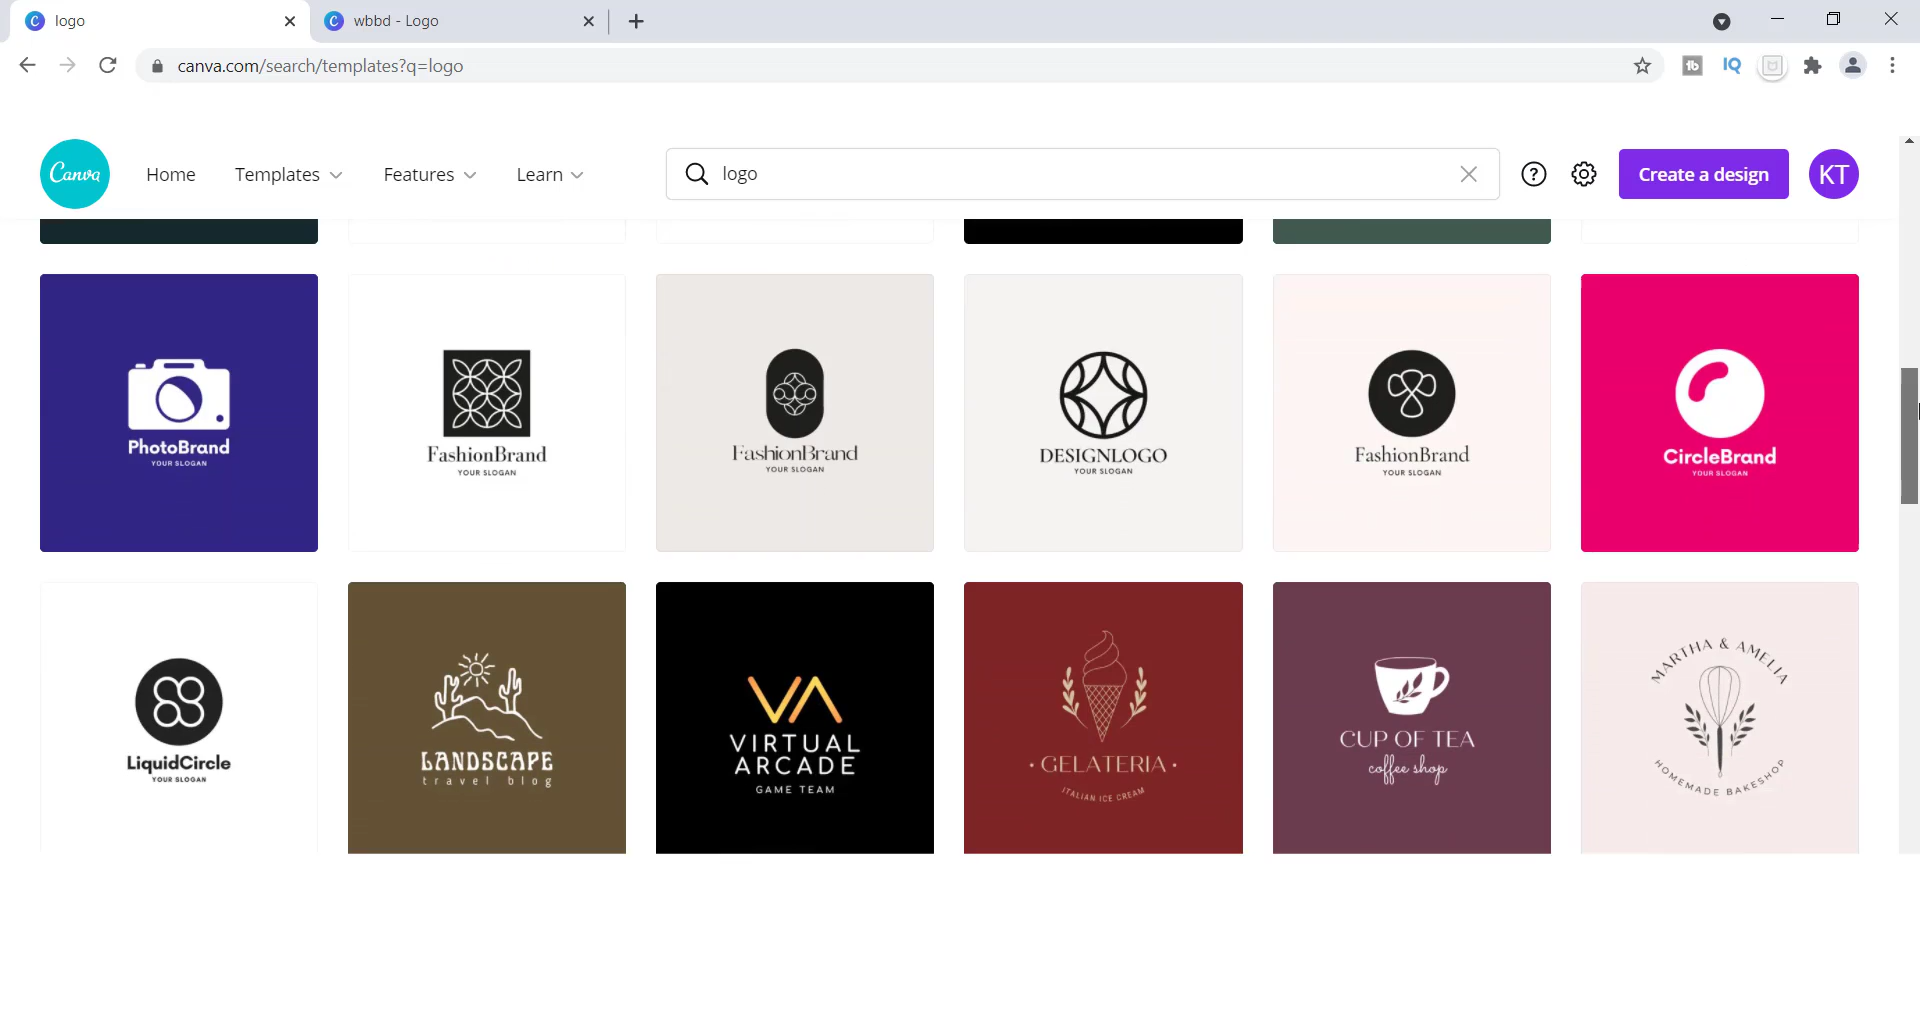 logo
wbbd - Logo
canva.com/search/templates?q=logo
tb
IQ
Canva
Home
Templates
Features
Learn
logo
Create a design
KT
PhotoBrand
YOUR SLOGAN
FashionBrand
YOUR SLOGAN
FashionBrand
YOUR SLOGAN
DESIGNLOGO
YOUR SLOGAN
FashionBrand
YOUR SLOGAN
CircleBrand
YOUR SLOGAN
LiquidCircle
YOUR SLOGAN
LANDSCAPE
travel blog
VA
VIRTUAL
ARCADE
GAME TEAM
• GELATERIA •
ITALIAN ICE CREAM
CUP OF TEA
coffee shop
MARTHA & AMELIA
HOMEMADE BAKESHOP